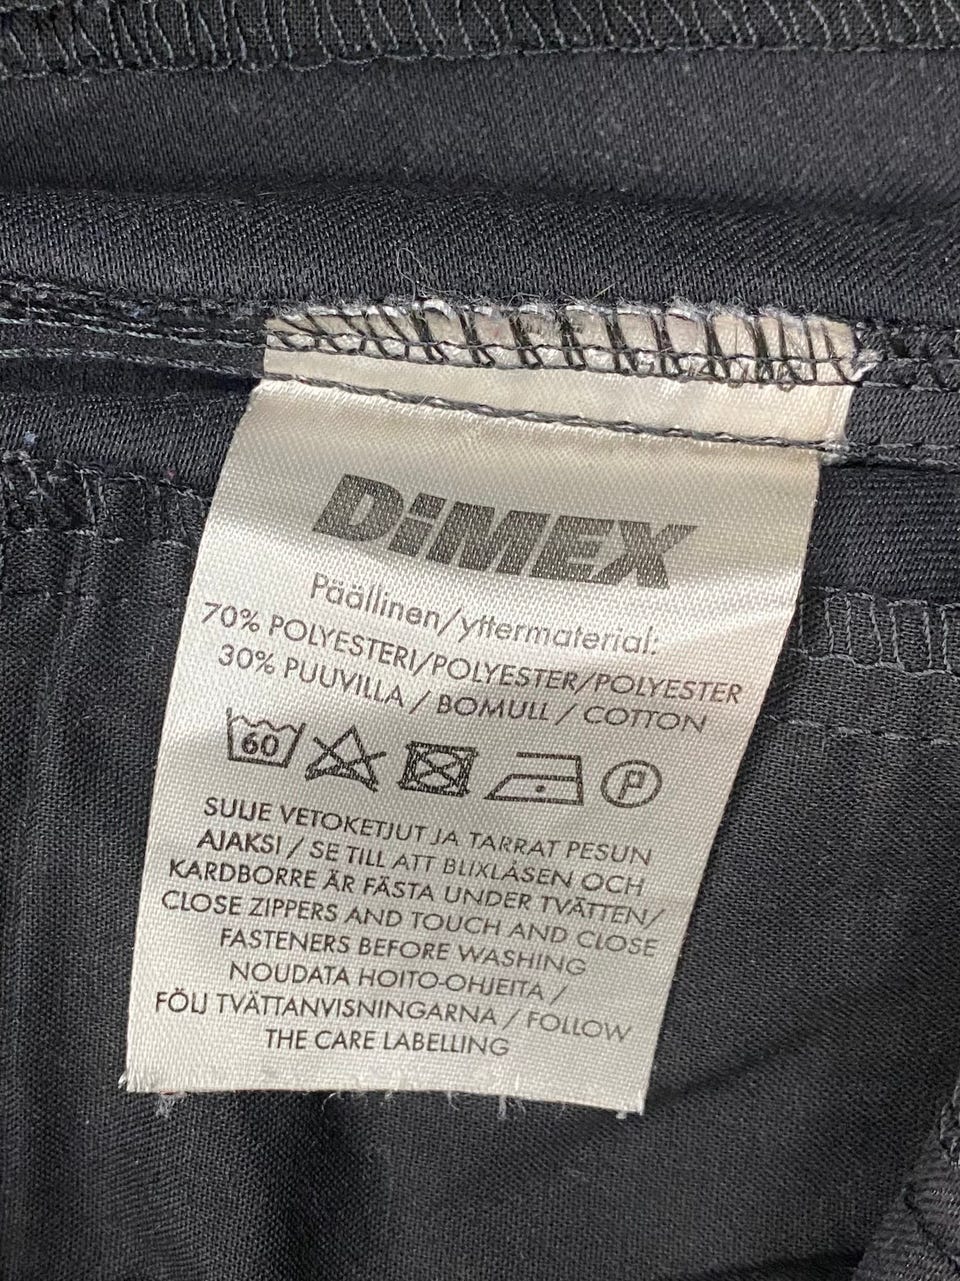 DiMEX
Päällinen/yttermaterial:
70% POLYESTERI/POLYESTER/POLYESTER
30% PUUVILLA / BOMULL / COTTON
60 P
SULJE VETOKETJUT JA TARRAT PESUN
AJAKSI / SE TILL ATT BLIXLÅSEN OCH
KARDBORRE ÄR FÄSTA UNDER TVÄTTEN/
CLOSE ZIPPERS AND TOUCH AND CLOSE
FASTENERS BEFORE WASHING
NOUDATA HOITO-OHJEITA /
FÖLJ TVÄTTANVISNINGARNA / FOLLOW
THE CARE LABELLING